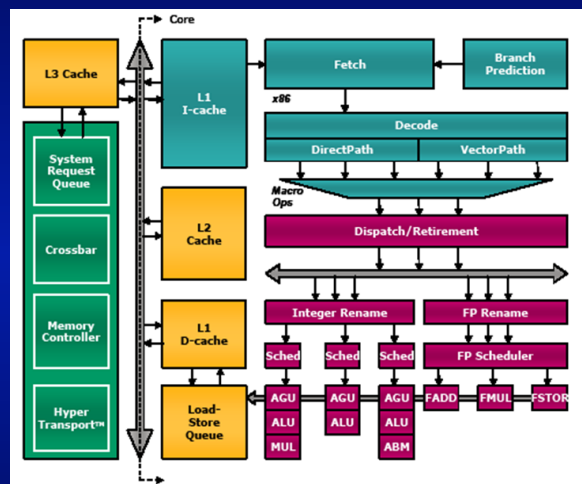 Core
L3 Cache
L1
I-cache
Fetch
Branch
Prediction
x86
Decode
DirectPath
VectorPath
System
Request
Queue
Macro
Ops
L2
Cache
Dispatch/Retirement
Crossbar
Integer Rename
FP Rename
Memory
Controller
L1
D-cache
Sched
Sched
Sched
FP Scheduler
Hyper
Transport™
Load-
Store
Queue
AGU
AGU
AGU
FADD
FMUL
FSTOR
ALU
ALU
ALU
MUL
ABM